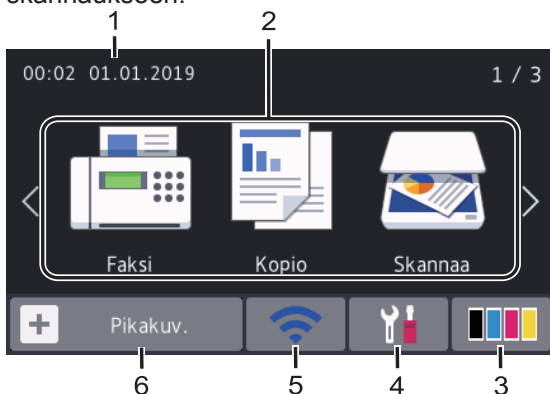 skannaukseen.
1 2
00:02 01.01.2019 1 / 3
Faksi Kopio Skannaa
Pikakuv.
6 5 4 3